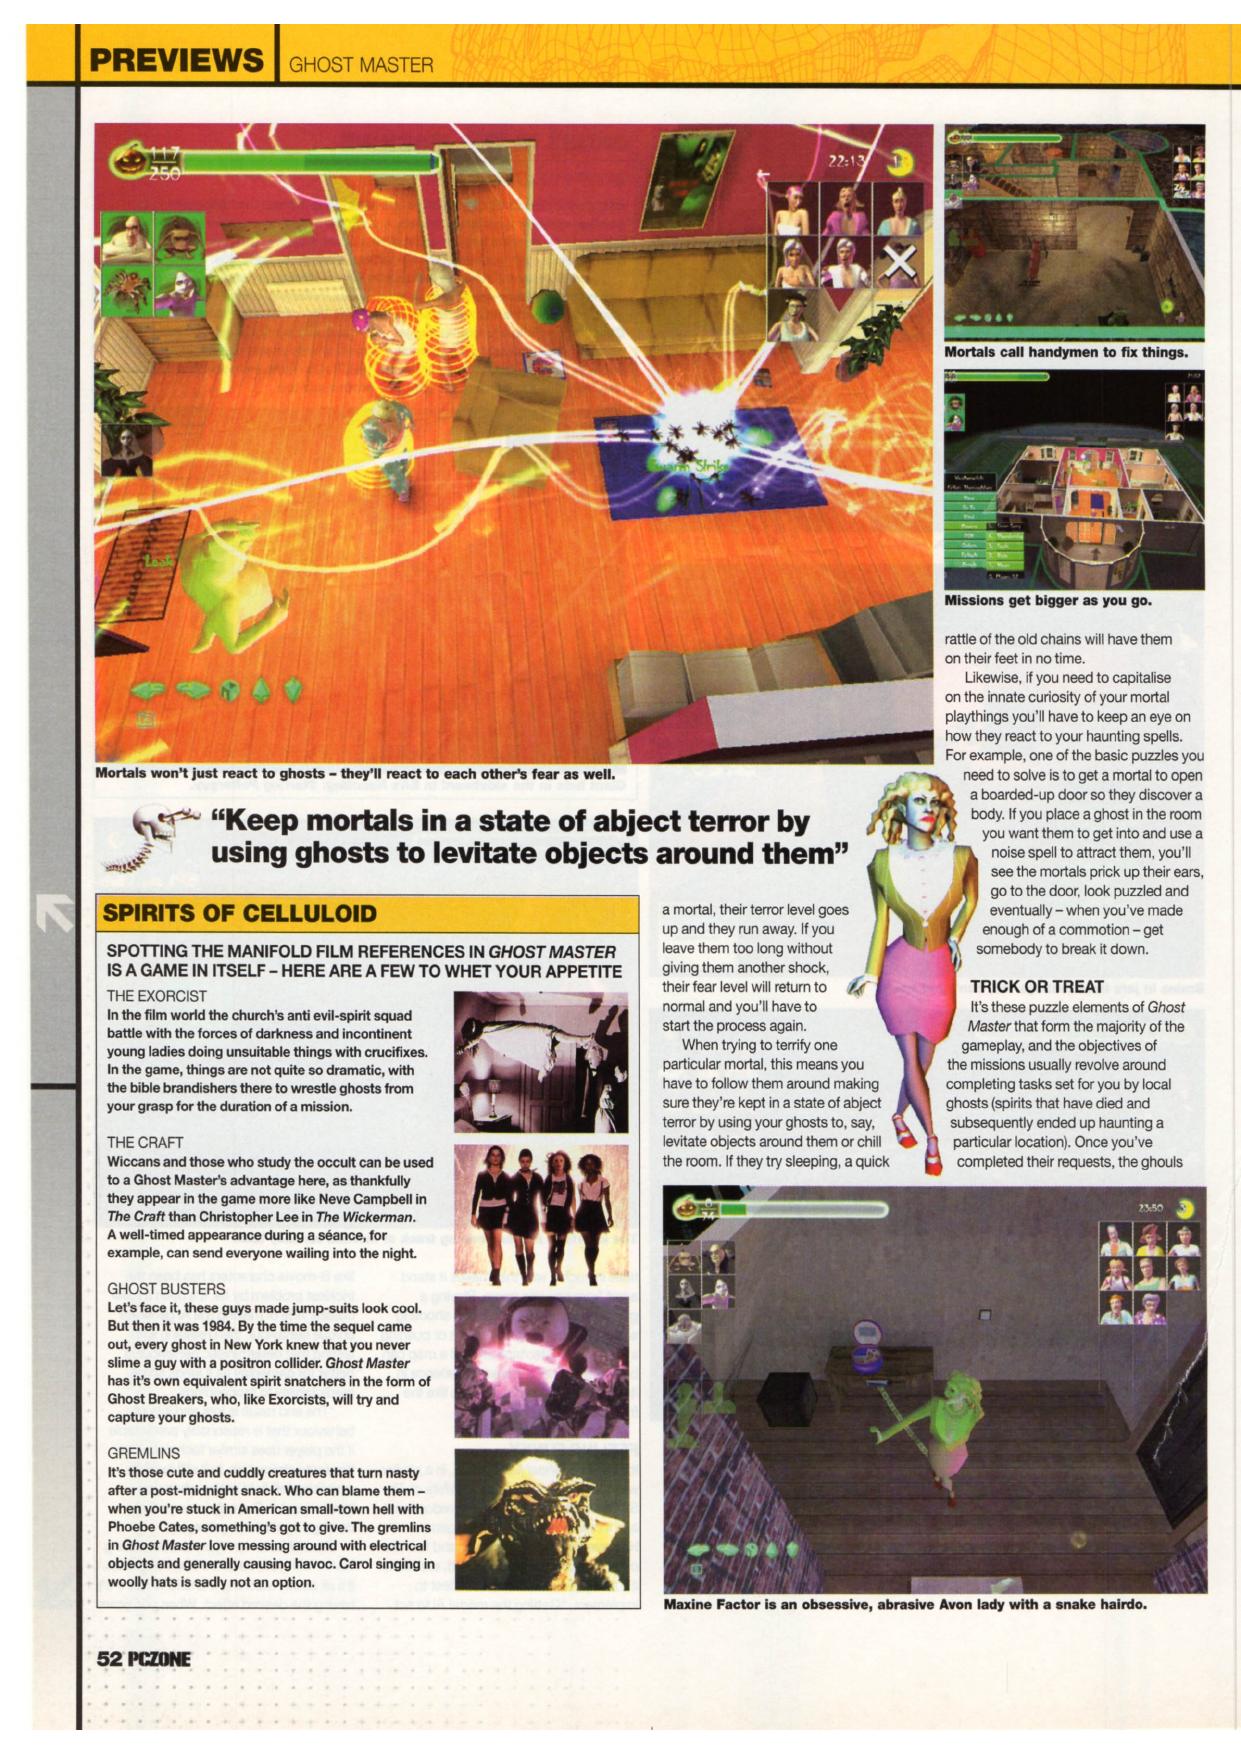 PREVIEWS
GHOST MASTER
117
250
22:13
Swarm Strike
Look
Mortals won't just react to ghosts – they'll react to each other's fear as well.
Mortals call handymen to fix things.
Missions get bigger as you go.
"Keep mortals in a state of abject terror by
using ghosts to levitate objects around them"
SPIRITS OF CELLULOID
SPOTTING THE MANIFOLD FILM REFERENCES IN GHOST MASTER
IS A GAME IN ITSELF – HERE ARE A FEW TO WHET YOUR APPETITE
THE EXORCIST
In the film world the church's anti evil-spirit squad
battle with the forces of darkness and incontinent
young ladies doing unsuitable things with crucifixes.
In the game, things are not quite so dramatic, with
the bible brandishers there to wrestle ghosts from
your grasp for the duration of a mission.
THE CRAFT
Wiccans and those who study the occult can be used
to a Ghost Master's advantage here, as thankfully
they appear in the game more like Neve Campbell in
The Craft than Christopher Lee in The Wickerman.
A well-timed appearance during a séance, for
example, can send everyone wailing into the night.
GHOST BUSTERS
Let's face it, these guys made jump-suits look cool.
But then it was 1984. By the time the sequel came
out, every ghost in New York knew that you never
slime a guy with a positron collider. Ghost Master
has it's own equivalent spirit snatchers in the form of
Ghost Breakers, who, like Exorcists, will try and
capture your ghosts.
GREMLINS
It's those cute and cuddly creatures that turn nasty
after a post-midnight snack. Who can blame them –
when you're stuck in American small-town hell with
Phoebe Cates, something's got to give. The gremlins
in Ghost Master love messing around with electrical
objects and generally causing havoc. Carol singing in
woolly hats is sadly not an option.
a mortal, their terror level goes
up and they run away. If you
leave them too long without
giving them another shock,
their fear level will return to
normal and you'll have to
start the process again.
When trying to terrify one
particular mortal, this means you
have to follow them around making
sure they're kept in a state of abject
terror by using your ghosts to, say,
levitate objects around them or chill
the room. If they try sleeping, a quick
rattle of the old chains will have them
on their feet in no time.
Likewise, if you need to capitalise
on the innate curiosity of your mortal
playthings you'll have to keep an eye on
how they react to your haunting spells.
For example, one of the basic puzzles you
need to solve is to get a mortal to open
a boarded-up door so they discover a
body. If you place a ghost in the room
you want them to get into and use a
noise spell to attract them, you'll
see the mortals prick up their ears,
go to the door, look puzzled and
eventually – when you've made
enough of a commotion – get
somebody to break it down.
TRICK OR TREAT
It's these puzzle elements of Ghost
Master that form the majority of the
gameplay, and the objectives of
the missions usually revolve around
completing tasks set for you by local
ghosts (spirits that have died and
subsequently ended up haunting a
particular location). Once you've
completed their requests, the ghouls
23:50
Maxine Factor is an obsessive, abrasive Avon lady with a snake hairdo.
52 PCZONE